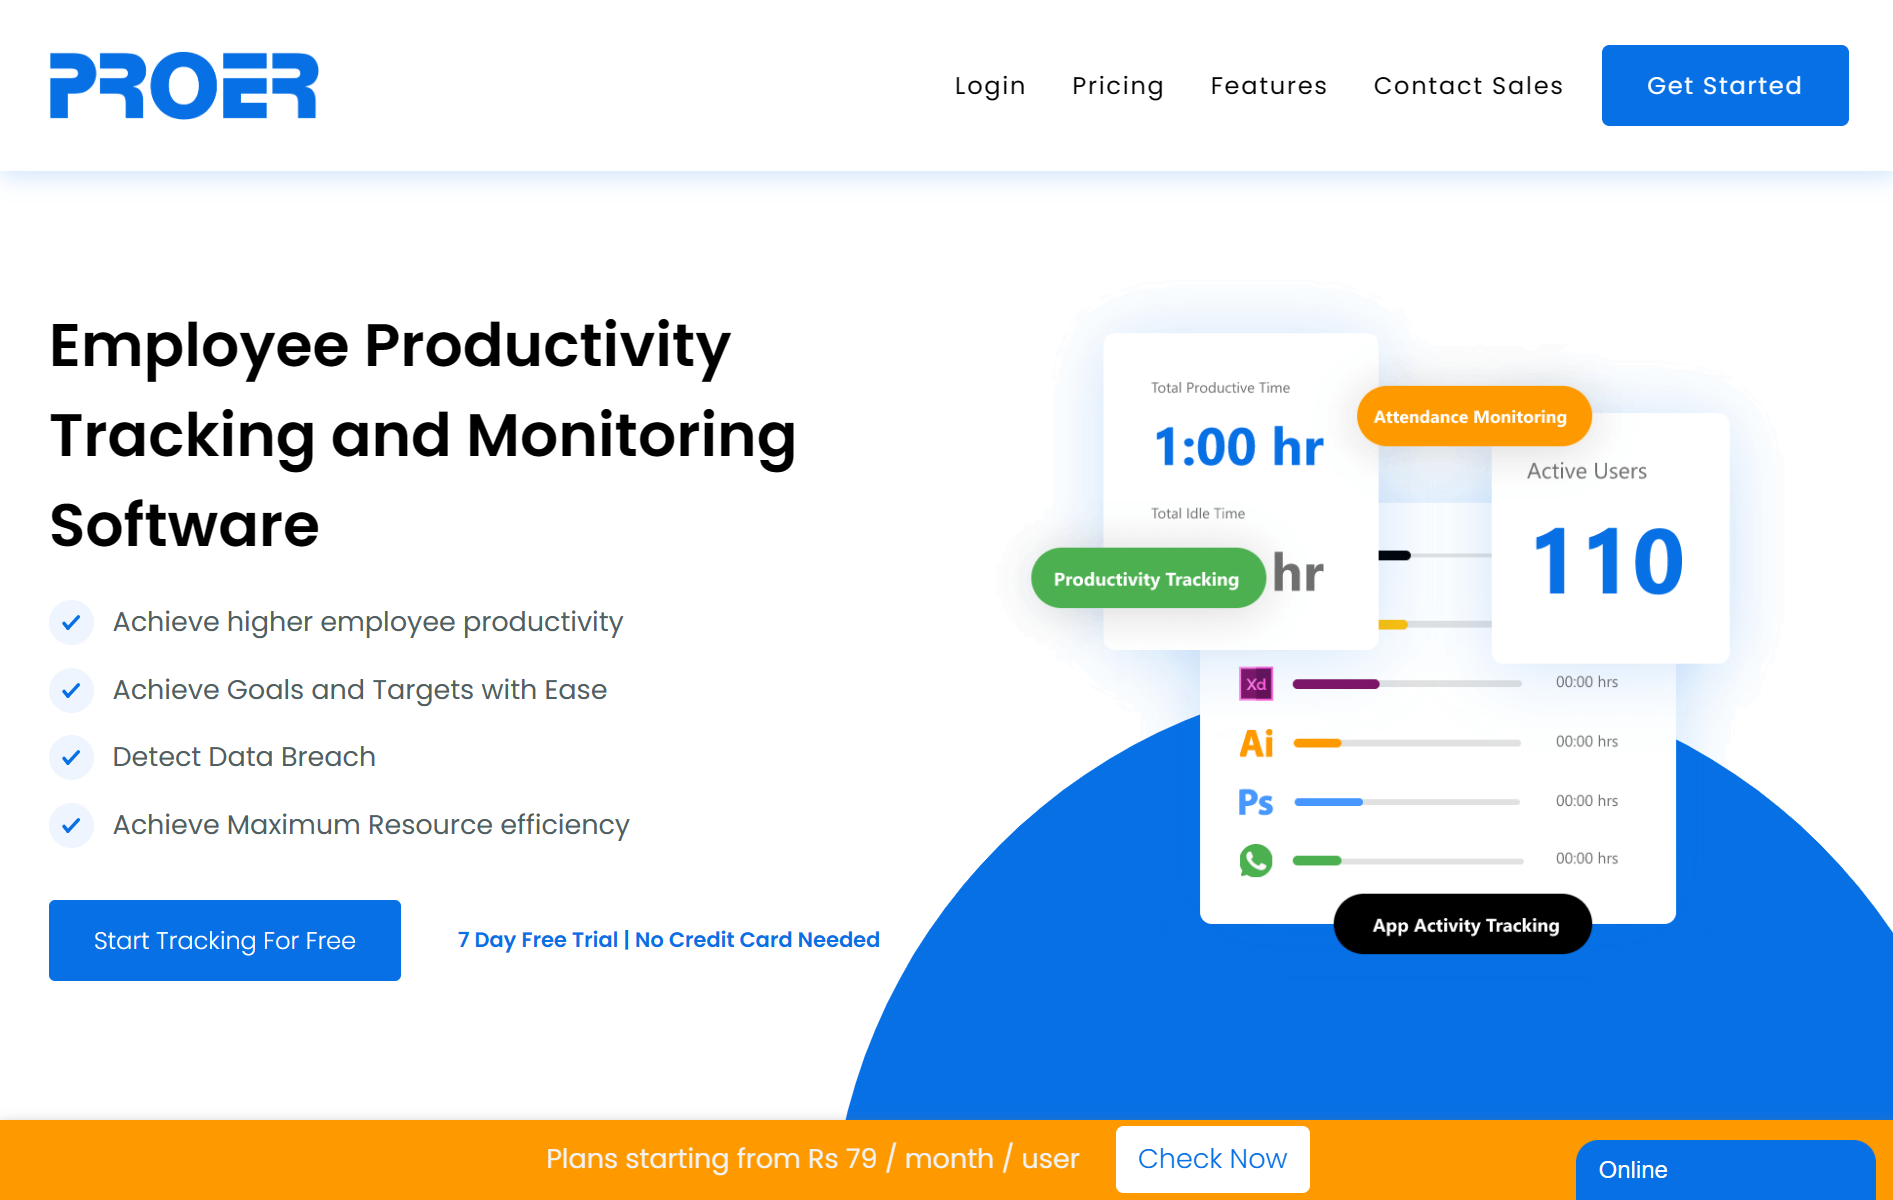 PROER
Login
Pricing
Features
Contact Sales
Get Started
Employee Productivity
Tracking and Monitoring
Software
Achieve higher employee productivity
Achieve Goals and Targets with Ease
Detect Data Breach
Achieve Maximum Resource efficiency
Start Tracking For Free
7 Day Free Trial | No Credit Card Needed
Total Productive Time
1:00 hr
Total Idle Time
hr
Productivity Tracking
Attendance Monitoring
Active Users
110
Xd
00:00 hrs
Ai
00:00 hrs
Ps
00:00 hrs
00:00 hrs
App Activity Tracking
Plans starting from Rs 79 / month / user
Check Now
Online